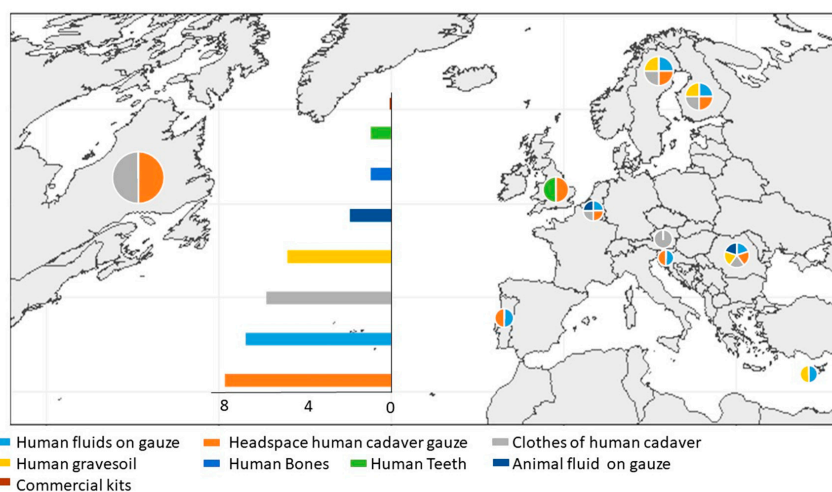 8 4 0
Human fluids on gauze Headspace human cadaver gauze Clothes of human cadaver
Human gravesoil Human Bones Human Teeth Animal fluid on gauze
Commercial kits